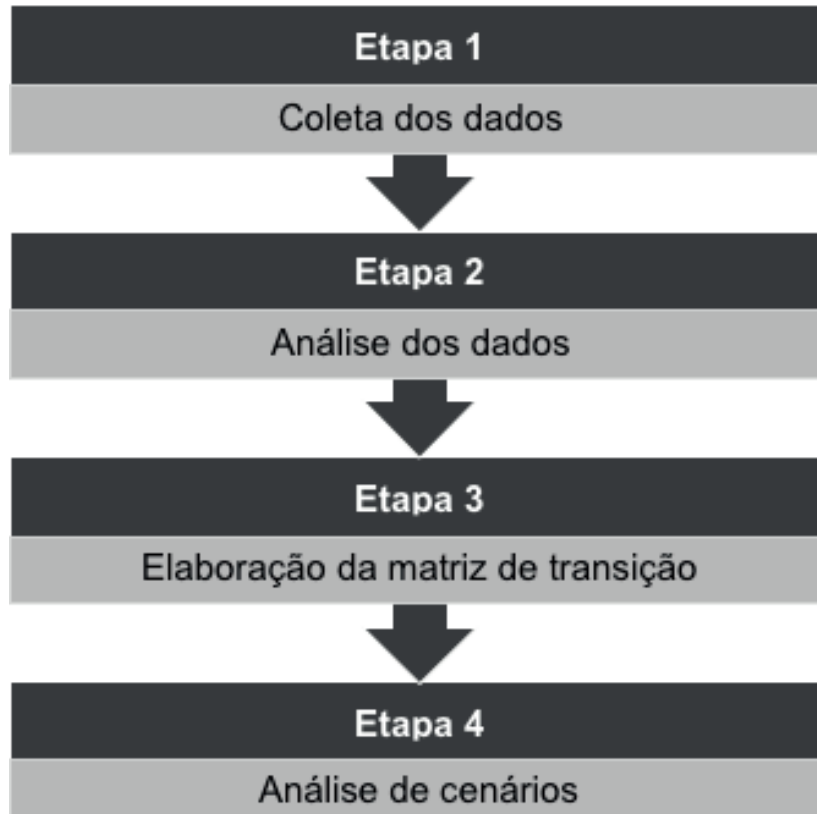 Etapa 1
Coleta dos dados
Etapa 2
Análise dos dados
Etapa 3
Elaboração da matriz de transição
Etapa 4
Análise de cenários